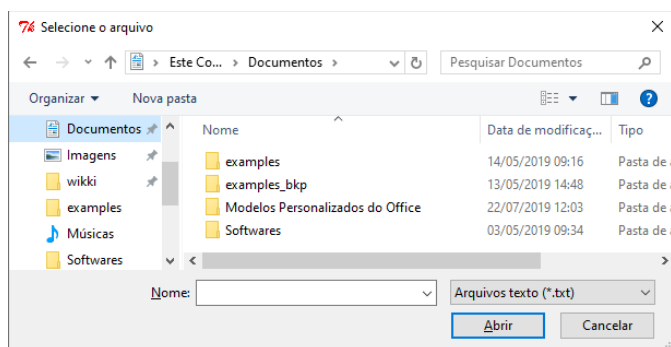 Selecione o arquivo
Este Co... > Documentos >
Pesquisar Documentos
Organizar
Nova pasta
Documentos
Imagens
wikki
examples
Músicas
Softwares
Nome Data de modificaç... Tipo
examples 14/05/2019 09:16 Pasta de
examples_bkp 13/05/2019 14:48 Pasta de
Modelos Personalizados do Office 22/07/2019 12:03 Pasta de
Softwares 03/05/2019 09:34 Pasta de
Nome:
Arquivos texto (*.txt)
Abrir
Cancelar